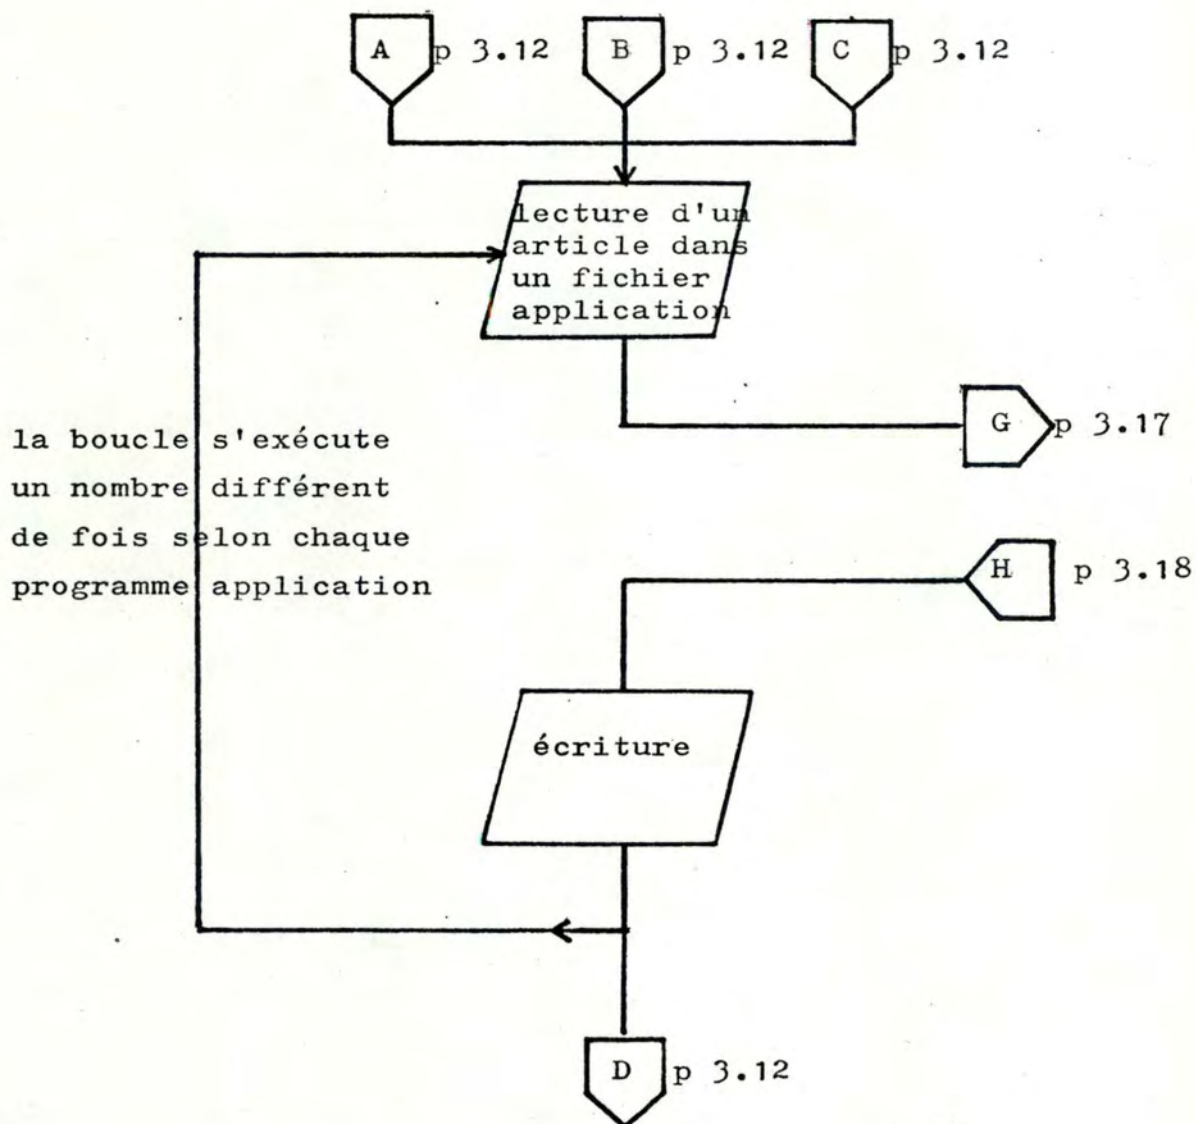 A p 3.12 B p 3.12 C p 3.12
lecture d'un
article dans
un fichier
application
G p 3.17
la boucle s'exécute
un nombre différent
de fois selon chaque
programme application
H p 3.18
écriture
D p 3.12